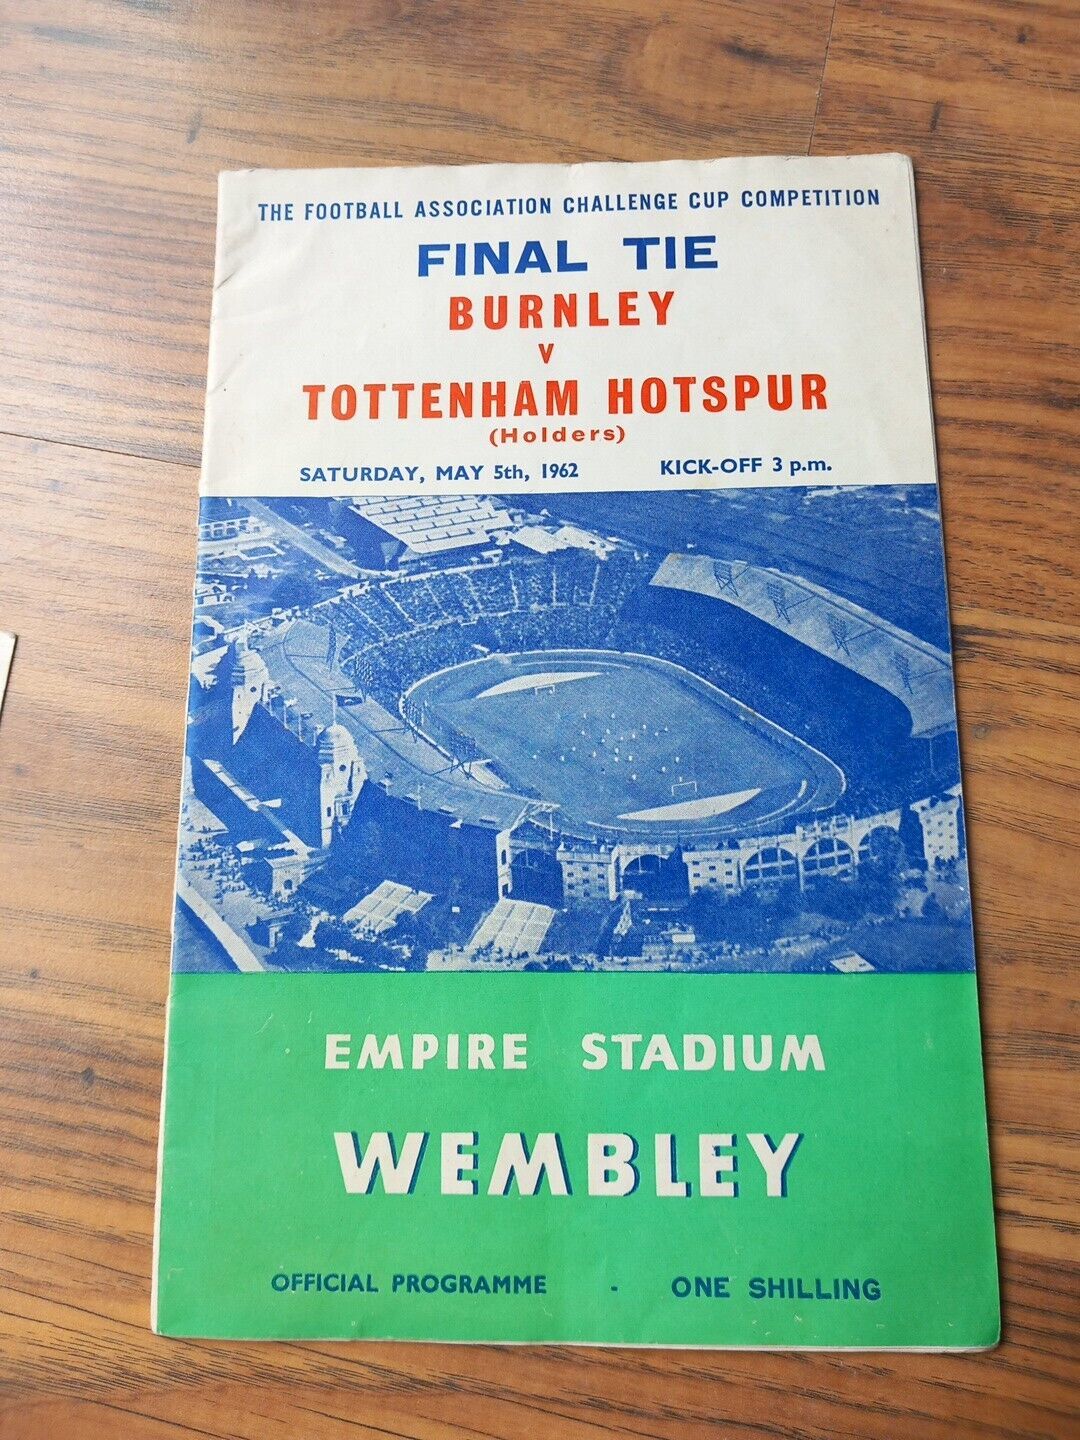 THE FOOTBALL ASSOCIATION CHALLENGE CUP COMPETITION
FINAL TIE
BURNLEY
V
TOTTENHAM HOTSPUR
(Holders)
SATURDAY, MAY 5th, 1962 KICK-OFF 3 p.m.
EMPIRE STADIUM
WEMBLEY
OFFICIAL PROGRAMME - ONE SHILLING